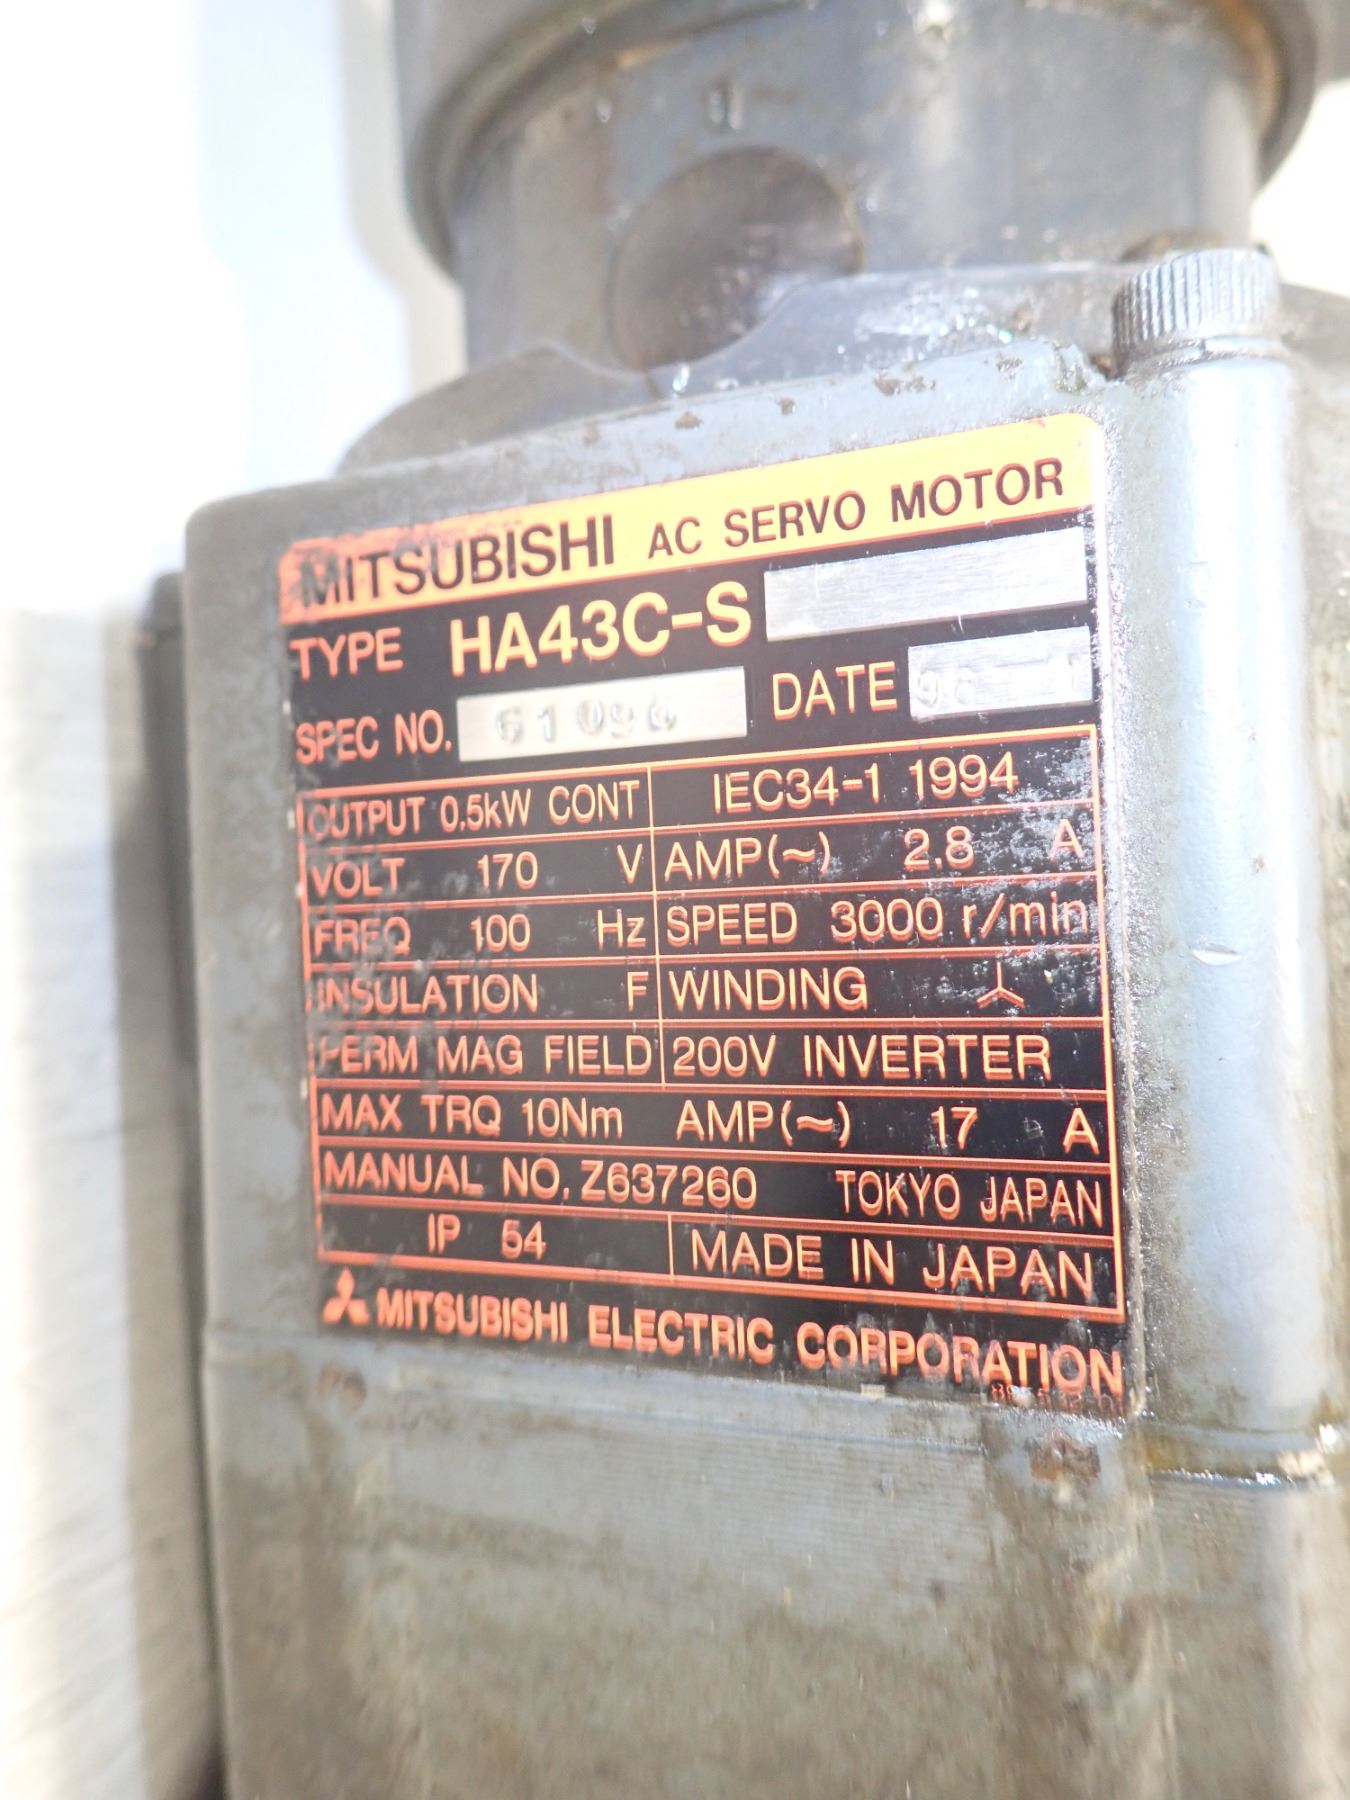 MITSUBISHI AC SERVO MOTOR
TYPE HA43C-S
SPEC NO. DATE
OUTPUT 0.5kW CONT IEC34-1 1994
VOLT 170 V AMP(~) 2.8 A
FREQ 100 Hz SPEED 3000 r/min
INSULATION F WINDING
PERM MAG FIELD 200V INVERTER
MAX TRQ 10Nm AMP(~) 17 A
MANUAL NO. Z637260 TOKYO JAPAN
IP 54 MADE IN JAPAN
MITSUBISHI ELECTRIC CORPORATION